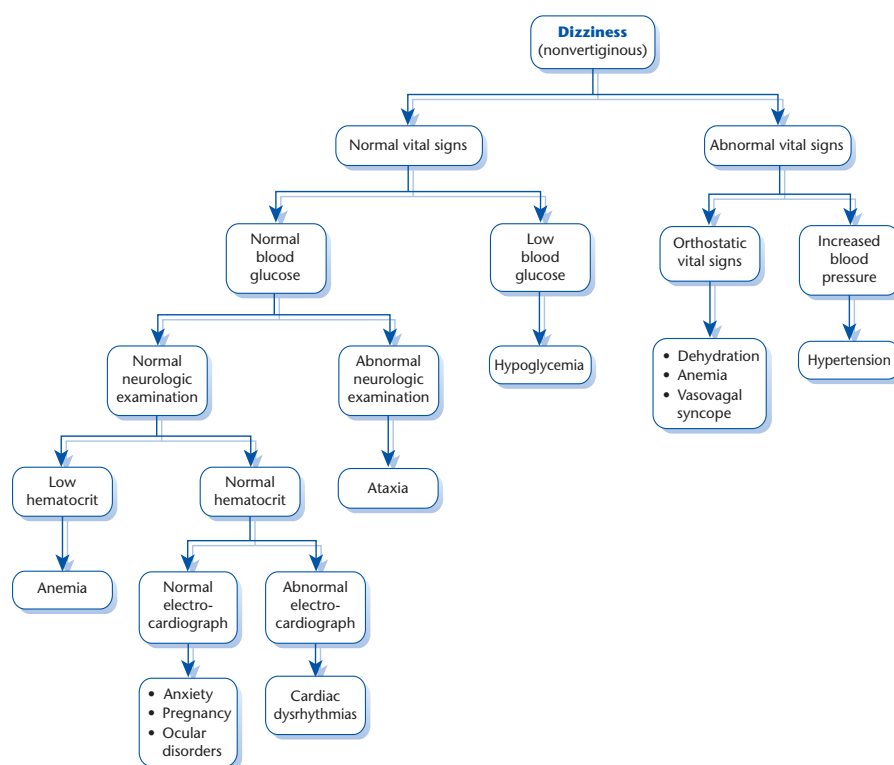 Dizziness
(nonvertiginous)
Normal vital signs
Abnormal vital signs
Normal
blood
glucose
Low
blood
glucose
Orthostatic
vital signs
Increased
blood
pressure
Normal
neurologic
examination
Abnormal
neurologic
examination
Hypoglycemia
• Dehydration
• Anemia
• Vasovagal
syncope
Hypertension
Low
hematocrit
Normal
hematocrit
Ataxia
Anemia
Normal
electro-
cardiograph
Abnormal
electro-
cardiograph
• Anxiety
• Pregnancy
• Ocular
disorders
Cardiac
dysrhythmias